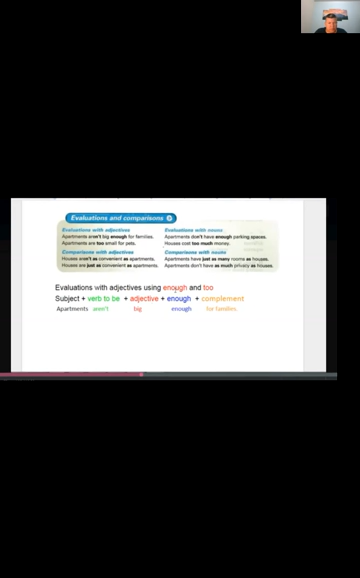 Evaluations and comparisons
Evaluations with adjectives
Apartments aren't big enough for families.
Apartments are too small for pets.
Comparisons with adjectives
Houses aren't as convenient as apartments.
Houses are just as convenient as apartments.
Evaluations with nouns
Apartments don't have enough parking spaces.
Houses cost too much money.
Comparisons with nouns
Apartments have just as many rooms as houses.
Apartments don't have as much privacy as houses.
Evaluations with adjectives using enough and too
Subject + verb to be + adjective + enough + complement
Apartments aren't big enough for families.